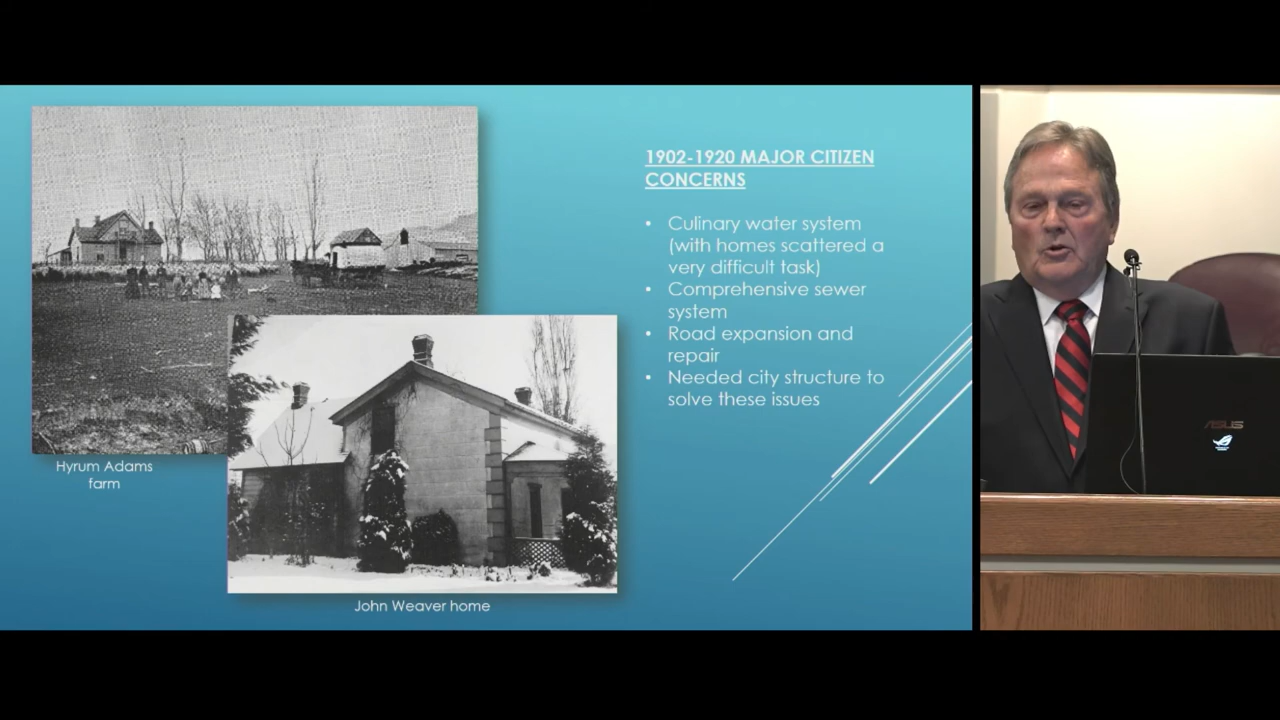 1902-1920 MAJOR CITIZEN
CONCERNS
• Culinary water system
(with homes scattered a
very difficult task)
• Comprehensive sewer
system
• Road expansion and
repair
• Needed city structure to
solve these issues
Hyrum Adams
farm
John Weaver home
ASUS